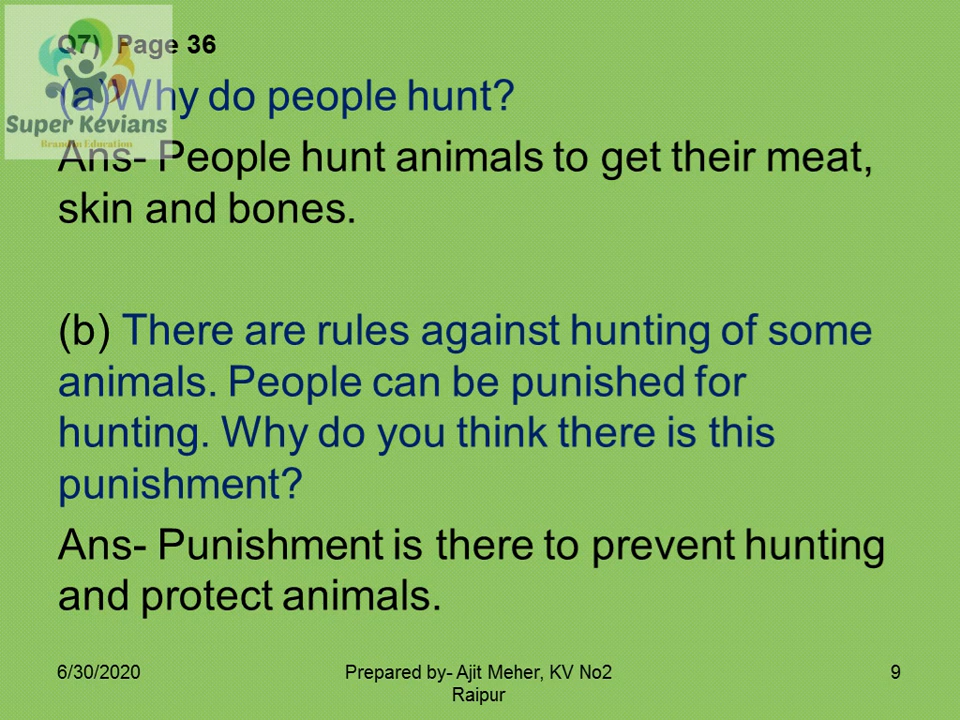 Q7) Page 36
(a)Why do people hunt?
Super Kevians
Brand in Education
Ans- People hunt animals to get their meat,
skin and bones.
(b) There are rules against hunting of some
animals. People can be punished for
hunting. Why do you think there is this
punishment?
Ans- Punishment is there to prevent hunting
and protect animals.
6/30/2020
Prepared by- Ajit Meher, KV No2
Raipur
9